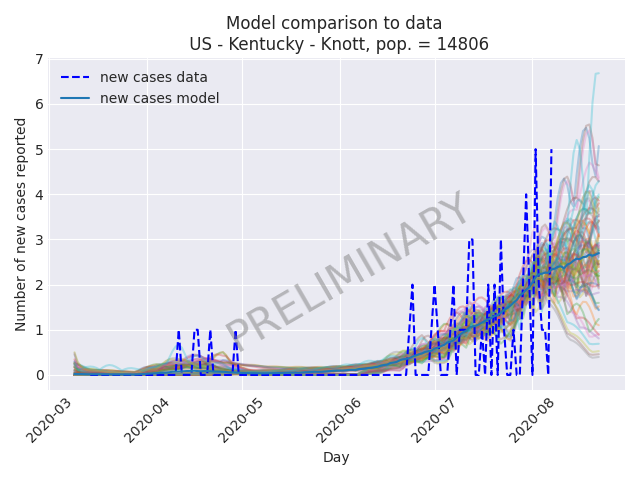 Model comparison to data
US - Kentucky - Knott, pop. = 14806
7
6
5
4
3
2
1
0
Number of new cases reported
new cases data
new cases model
PRELIMINARY
2020-03
2020-04
2020-05
2020-06
2020-07
2020-08
Day